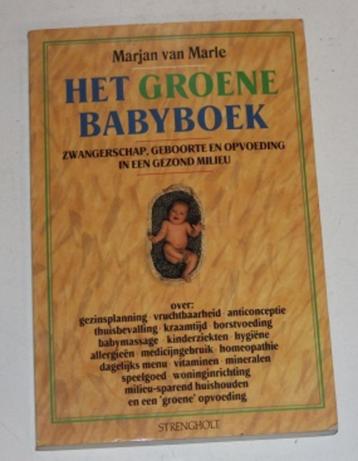 Marjan van Marle
HET GROENE
BABYBOEK
ZWANGERSCHAP, GEBOORTE EN OPVOEDING
IN EEN GEZOND MILIEU
over:
gezinsplanning · vruchtbaarheid · anticonceptie
thuisbevalling · kraamtijd · borstvoeding
babymassage · kinderziekten · hygiëne
allergieën · medicijngebruik · homeopathie
dagelijks menu · vitaminen · mineralen
speelgoed · woninginrichting
milieu-sparend huishouden
en een 'groene' opvoeding
STRENGHOLT